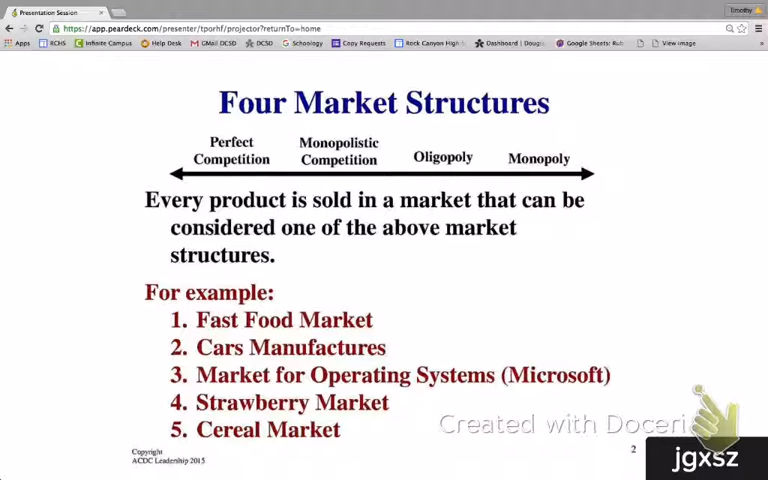 Presentation Session
Timothy
https://app.peardeck.com/presenter/tporhf/projector?returnTo=home
Apps RCHS Infinite Campus Help Desk GMail DCSD DCSD Schoology Copy Requests Rock Canyon High Dashboard | Dougl Google Sheets: Rub View image
Four Market Structures
Perfect Competition
Monopolistic Competition
Oligopoly
Monopoly
Every product is sold in a market that can be
considered one of the above market
structures.
For example:
1. Fast Food Market
2. Cars Manufactures
3. Market for Operating Systems (Microsoft)
4. Strawberry Market
5. Cereal Market
Created with Doceri
Copyright
ACDC Leadership 2015
2
jgxsz